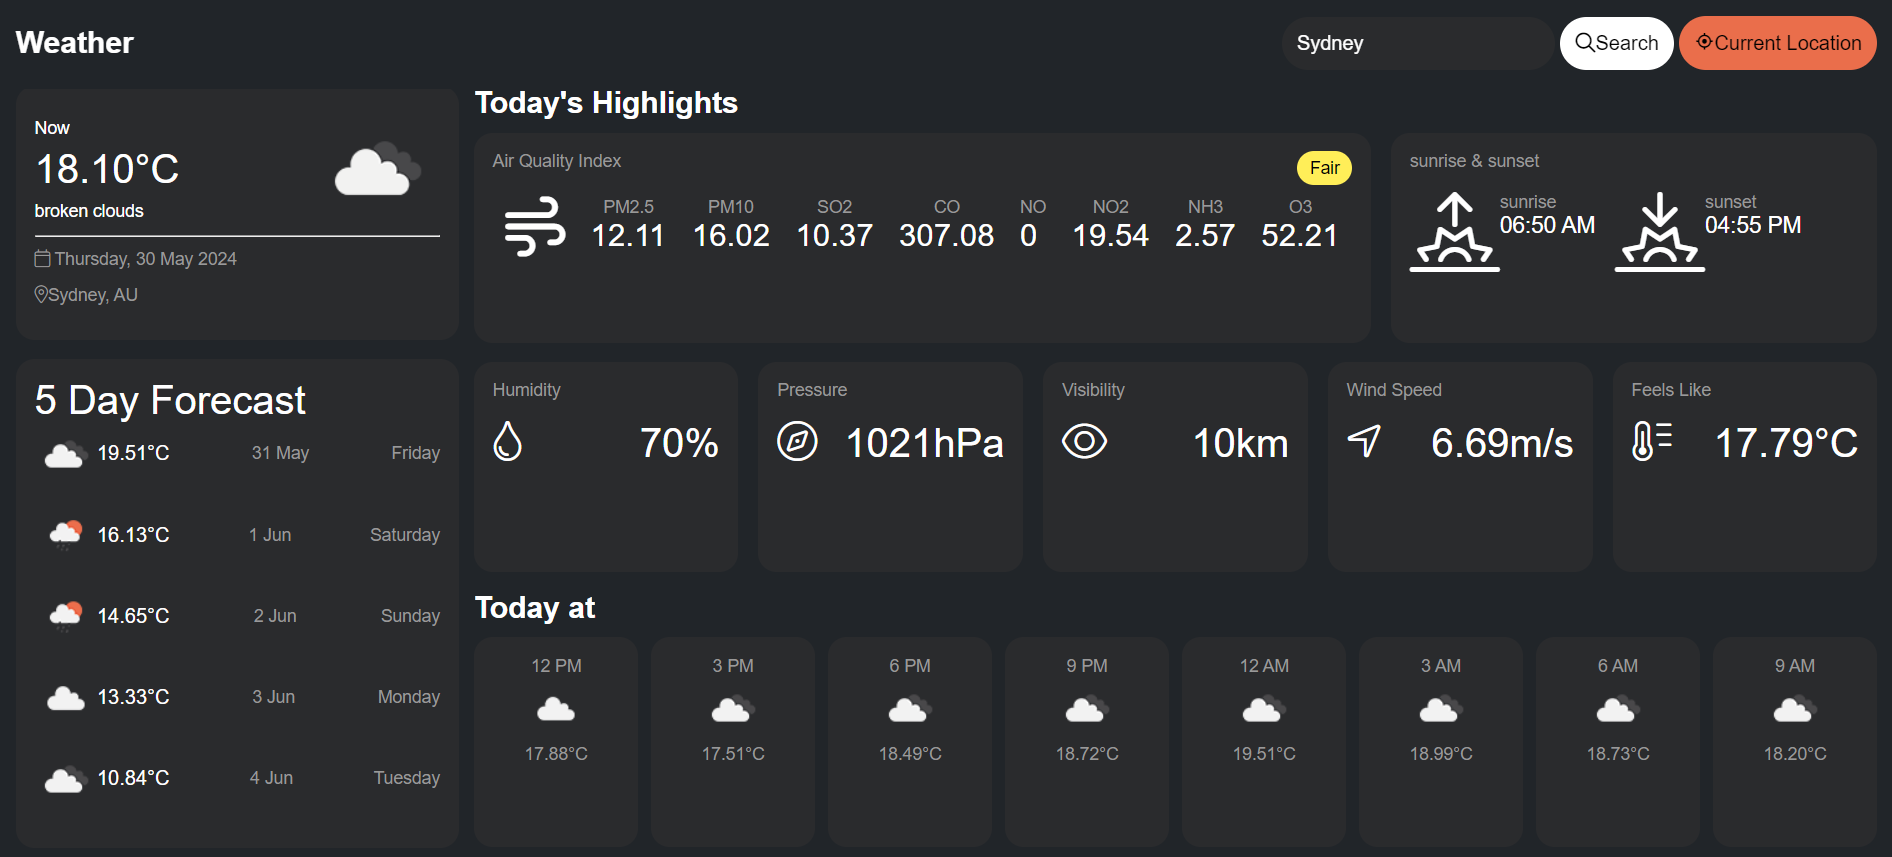 Weather
Sydney
Search
Current Location
Now
18.10°C
broken clouds
Thursday, 30 May 2024
Sydney, AU
5 Day Forecast
19.51°C 31 May Friday
16.13°C 1 Jun Saturday
14.65°C 2 Jun Sunday
13.33°C 3 Jun Monday
10.84°C 4 Jun Tuesday
Today's Highlights
Air Quality Index
Fair
PM2.5 PM10 SO2 CO NO NO2 NH3 O3
12.11 16.02 10.37 307.08 0 19.54 2.57 52.21
sunrise & sunset
sunrise
06:50 AM
sunset
04:55 PM
Humidity
70%
Pressure
1021hPa
Visibility
10km
Wind Speed
6.69m/s
Feels Like
17.79°C
Today at
12 PM 3 PM 6 PM 9 PM 12 AM 3 AM 6 AM 9 AM
17.88°C 17.51°C 18.49°C 18.72°C 19.51°C 18.99°C 18.73°C 18.20°C